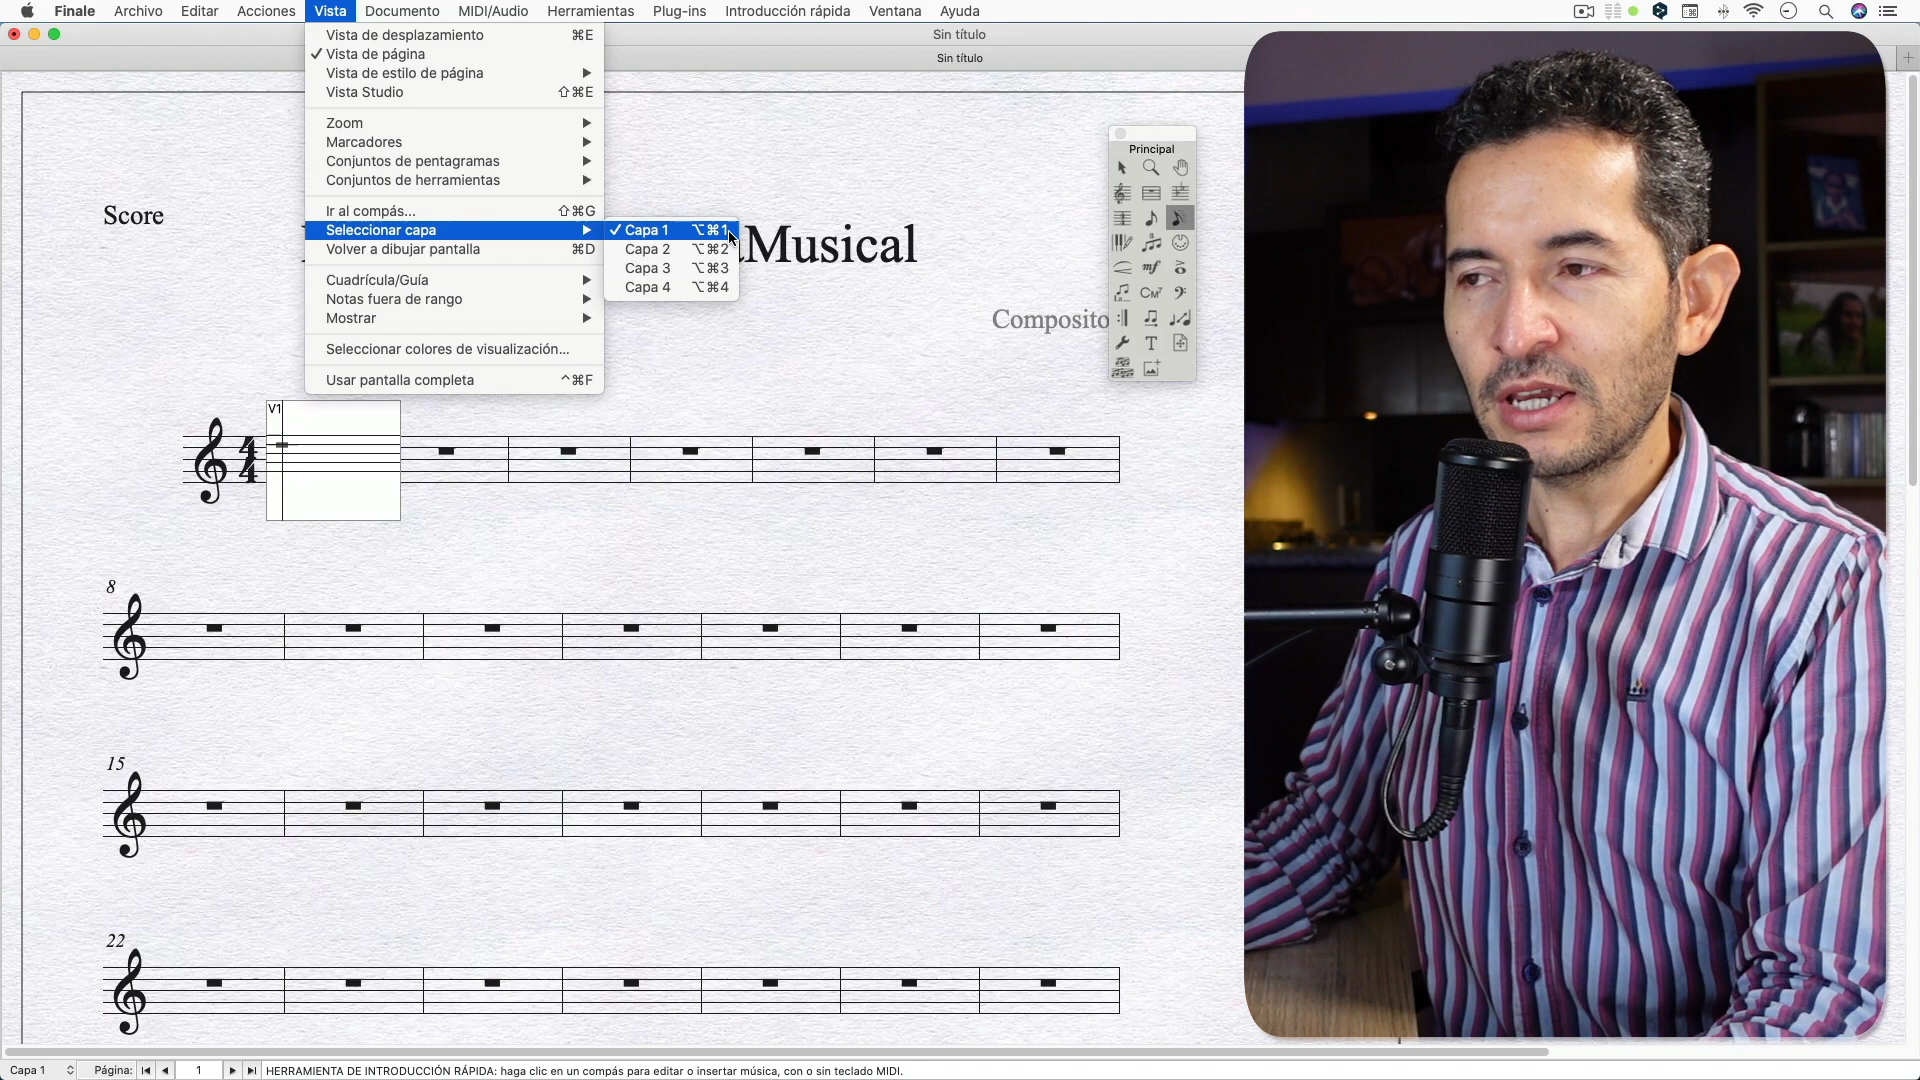 Finale Archivo Editar Acciones Vista Documento MIDI/Audio Herramientas Plug-ins Introducción rápida Ventana Ayuda
Sin título
Sin título
Vista de desplazamiento ⌘E
✓ Vista de página
Vista de estilo de página
Vista Studio ⇧⌘E
Zoom
Marcadores
Conjuntos de pentagramas
Conjuntos de herramientas
Ir al compás... ⇧⌘G
Seleccionar capa
Volver a dibujar pantalla ⌘D
Cuadrícula/Guía
Notas fuera de rango
Mostrar
Seleccionar colores de visualización...
Usar pantalla completa ^⌘F
✓ Capa 1 ⌥⌘1
Capa 2 ⌥⌘2
Capa 3 ⌥⌘3
Capa 4 ⌥⌘4
Principal
mf
CM7
T
Score
Musical
Composito
V1
4
4
8
15
22
Capa 1 Página: 1 HERRAMIENTA DE INTRODUCCIÓN RÁPIDA: haga clic en un compás para editar o insertar música, con o sin teclado MIDI.